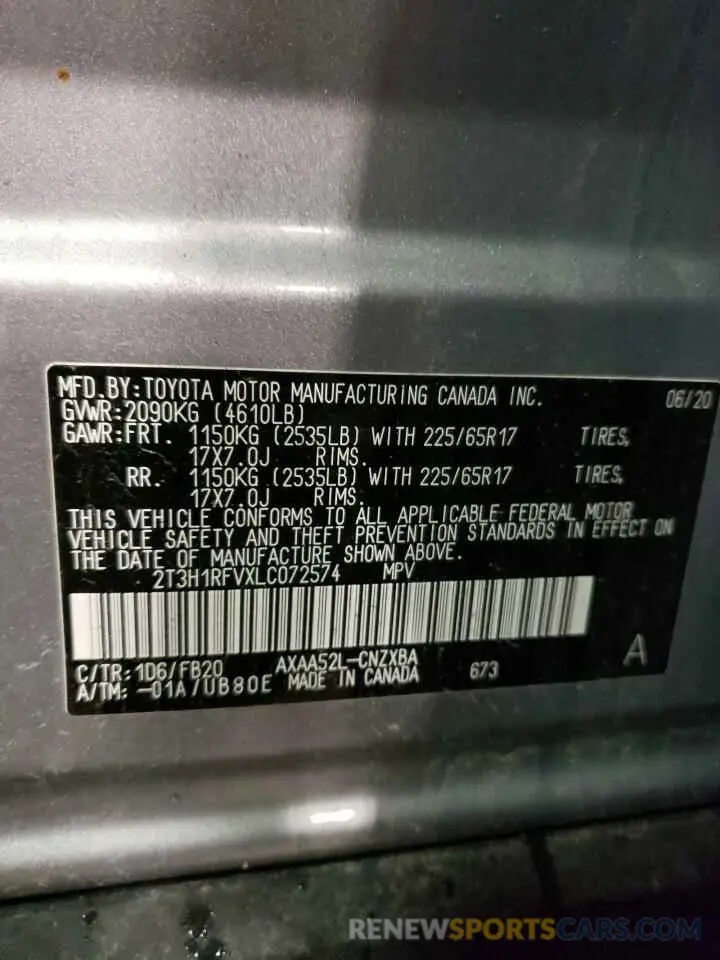 MFD.BY:TOYOTA MOTOR MANUFACTURING CANADA INC. 06/20
GVWR:2090KG (4610LB)
GAWR:FRT. 1150KG (2535LB) WITH 225/65R17 TIRES,
17X7.0J RIMS.
RR. 1150KG (2535LB) WITH 225/65R17 TIRES,
17X7.0J RIMS.
THIS VEHICLE CONFORMS TO ALL APPLICABLE FEDERAL MOTOR
VEHICLE SAFETY AND THEFT PREVENTION STANDARDS IN EFFECT ON
THE DATE OF MANUFACTURE SHOWN ABOVE.
2T3H1RFVXLC072574 MPV
C/TR:1D6/FB20 AXAA52L-CNZXBA 673 A
A/TM:-01A/UB80E MADE IN CANADA
RENEWSPORTSCARS.COM